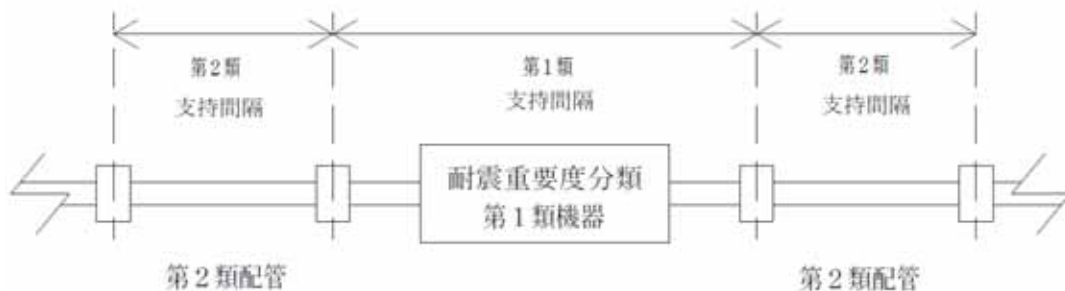 第2類
支持間隔
第1類
支持間隔
第2類
支持間隔
耐震重要度分類
第1類機器
第2類配管
第2類配管